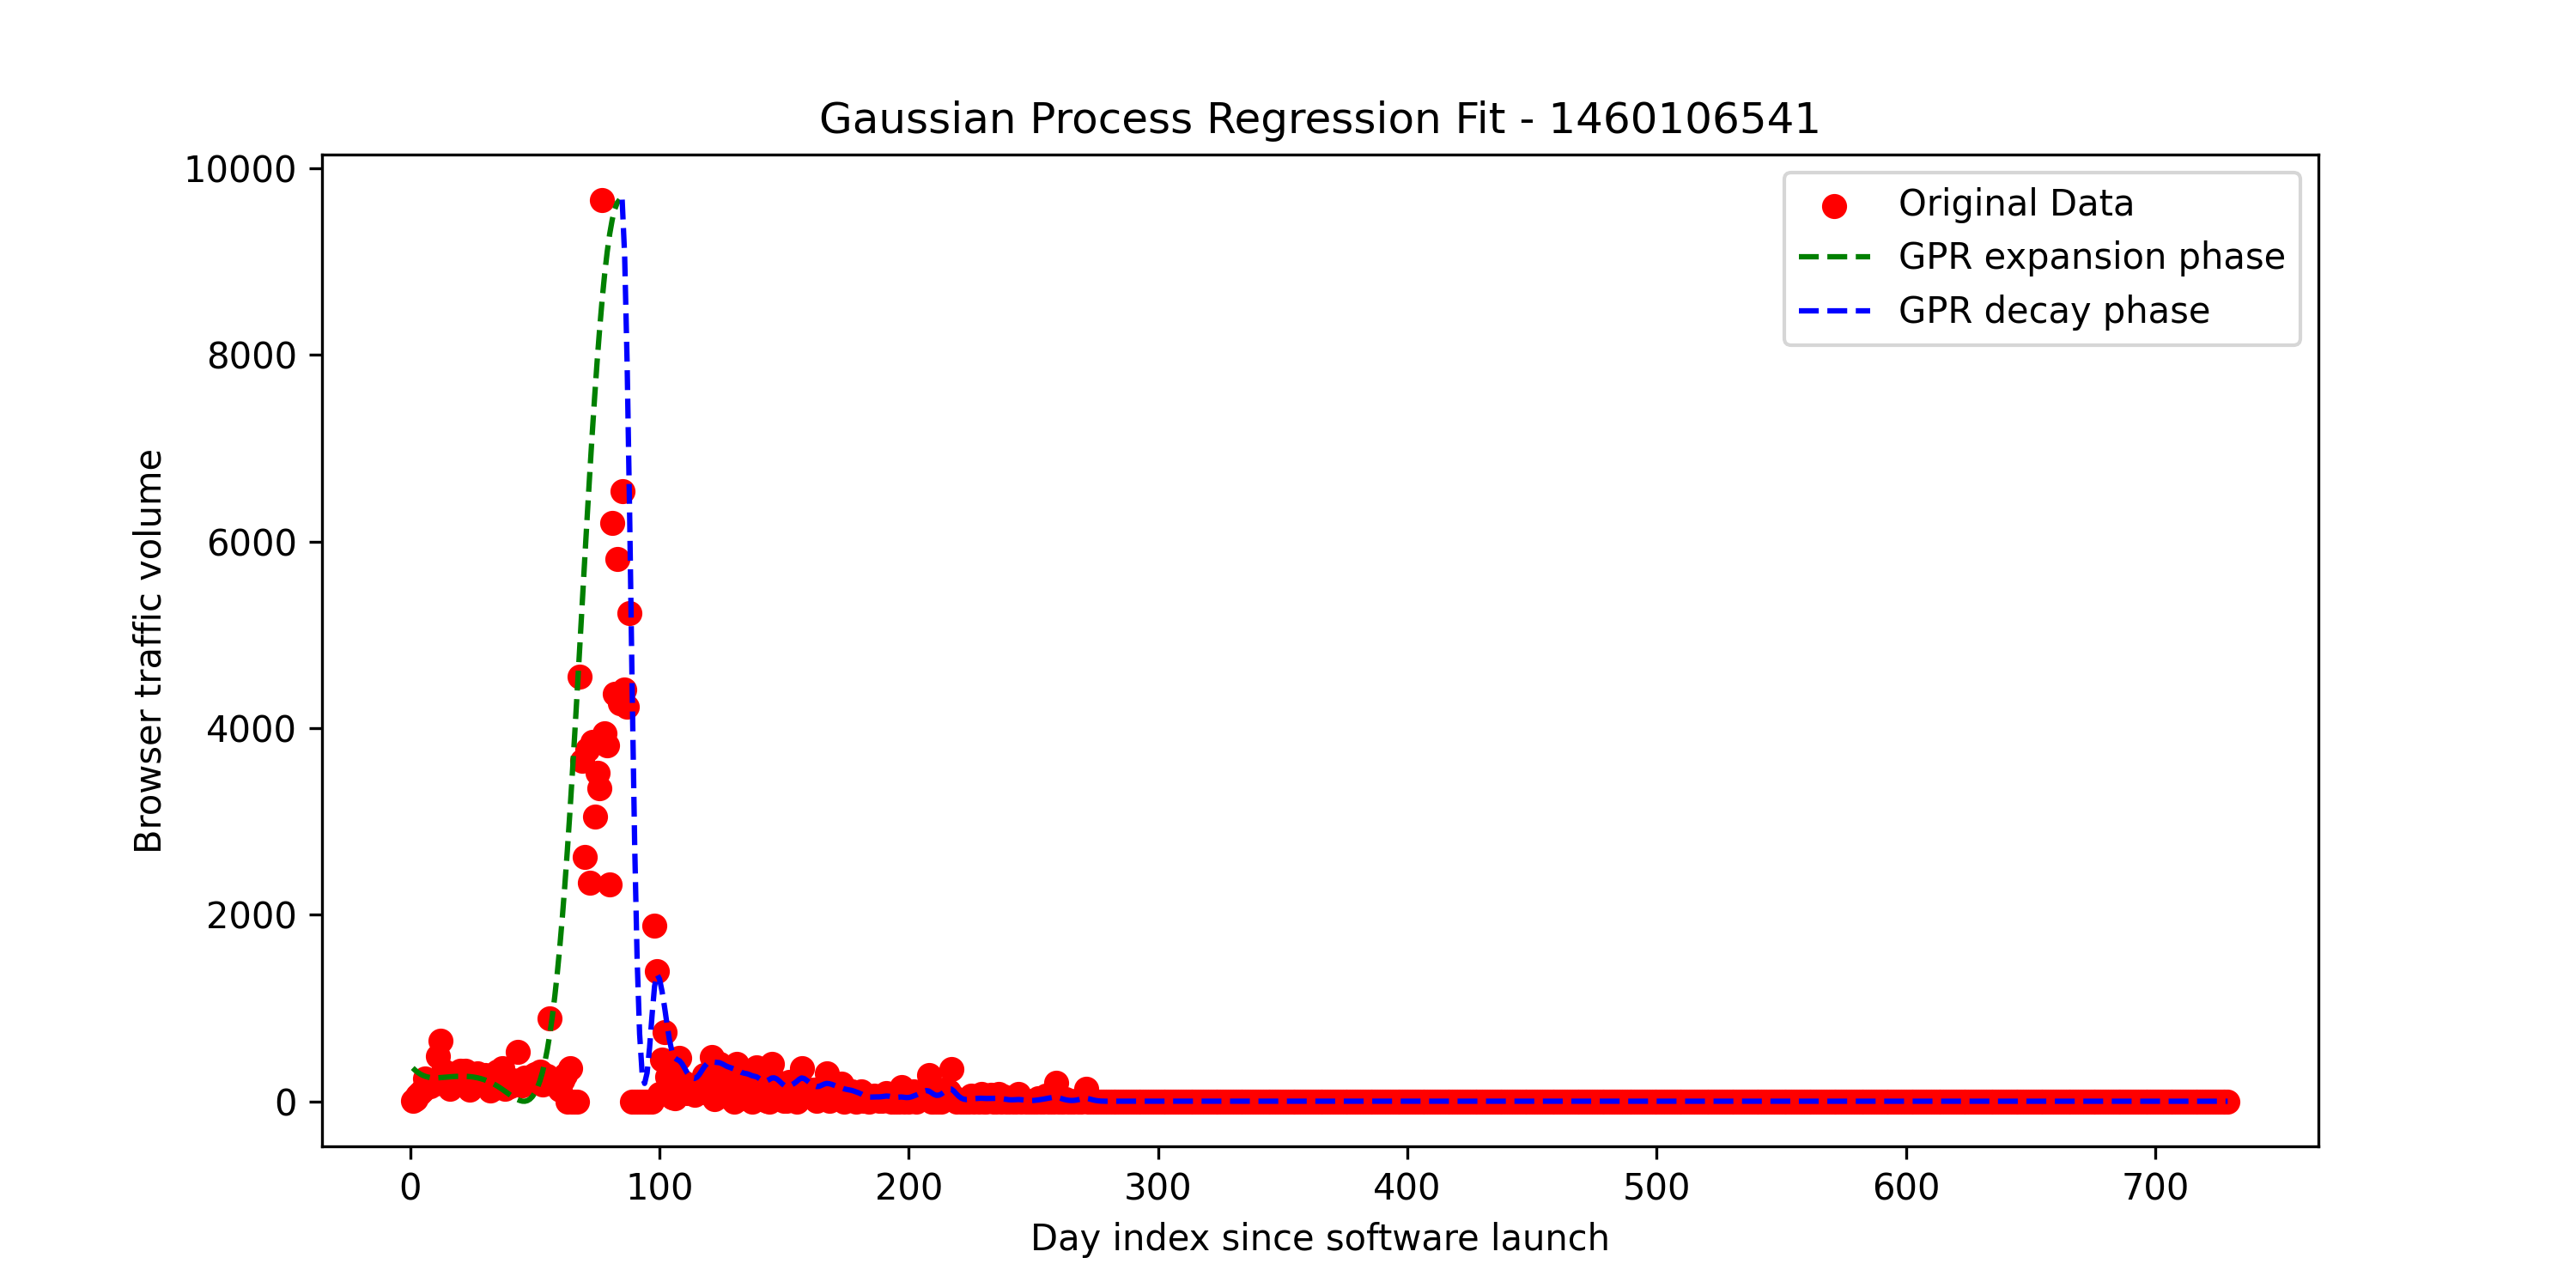 Gaussian Process Regression Fit - 1460106541
10000
8000
6000
4000
2000
0
Browser traffic volume
Original Data
GPR expansion phase
GPR decay phase
0 100 200 300 400 500 600 700
Day index since software launch